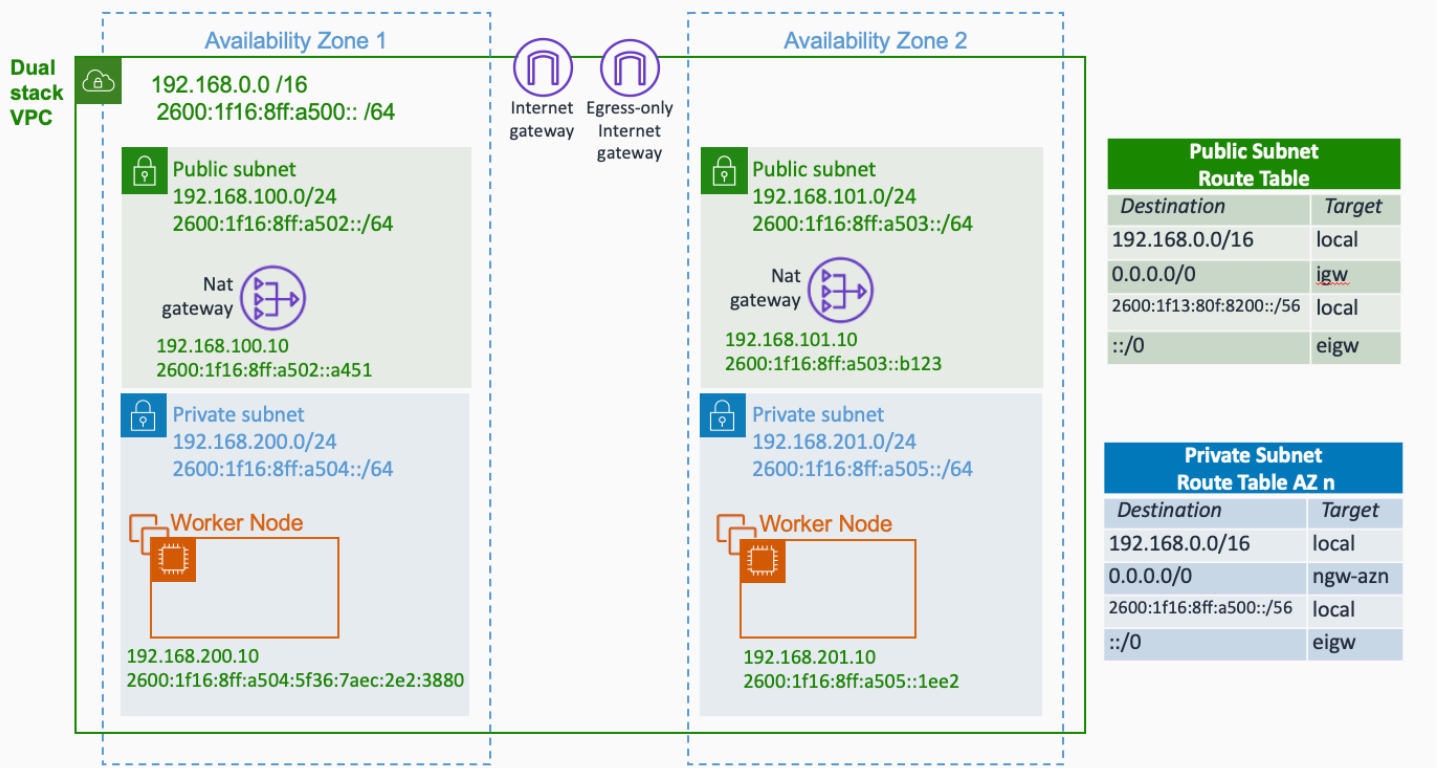 Availability Zone 1
Availability Zone 2
Dual
stack
VPC
192.168.0.0 /16
2600:1f16:8ff:a500:: /64
Internet
gateway
Egress-only
Internet
gateway
Public subnet
192.168.100.0/24
2600:1f16:8ff:a502::/64
Nat
gateway
192.168.100.10
2600:1f16:8ff:a502::a451
Public subnet
192.168.101.0/24
2600:1f16:8ff:a503::/64
Nat
gateway
192.168.101.10
2600:1f16:8ff:a503::b123
Private subnet
192.168.200.0/24
2600:1f16:8ff:a504::/64
Worker Node
192.168.200.10
2600:1f16:8ff:a504:5f36:7aec:2e2:3880
Private subnet
192.168.201.0/24
2600:1f16:8ff:a505::/64
Worker Node
192.168.201.10
2600:1f16:8ff:a505::1ee2
Public Subnet
Route Table
Destination Target
192.168.0.0/16 local
0.0.0.0/0 igw
2600:1f13:80f:8200::/56 local
::/0 eigw
Private Subnet
Route Table AZ n
Destination Target
192.168.0.0/16 local
0.0.0.0/0 ngw-azn
2600:1f16:8ff:a500::/56 local
::/0 eigw